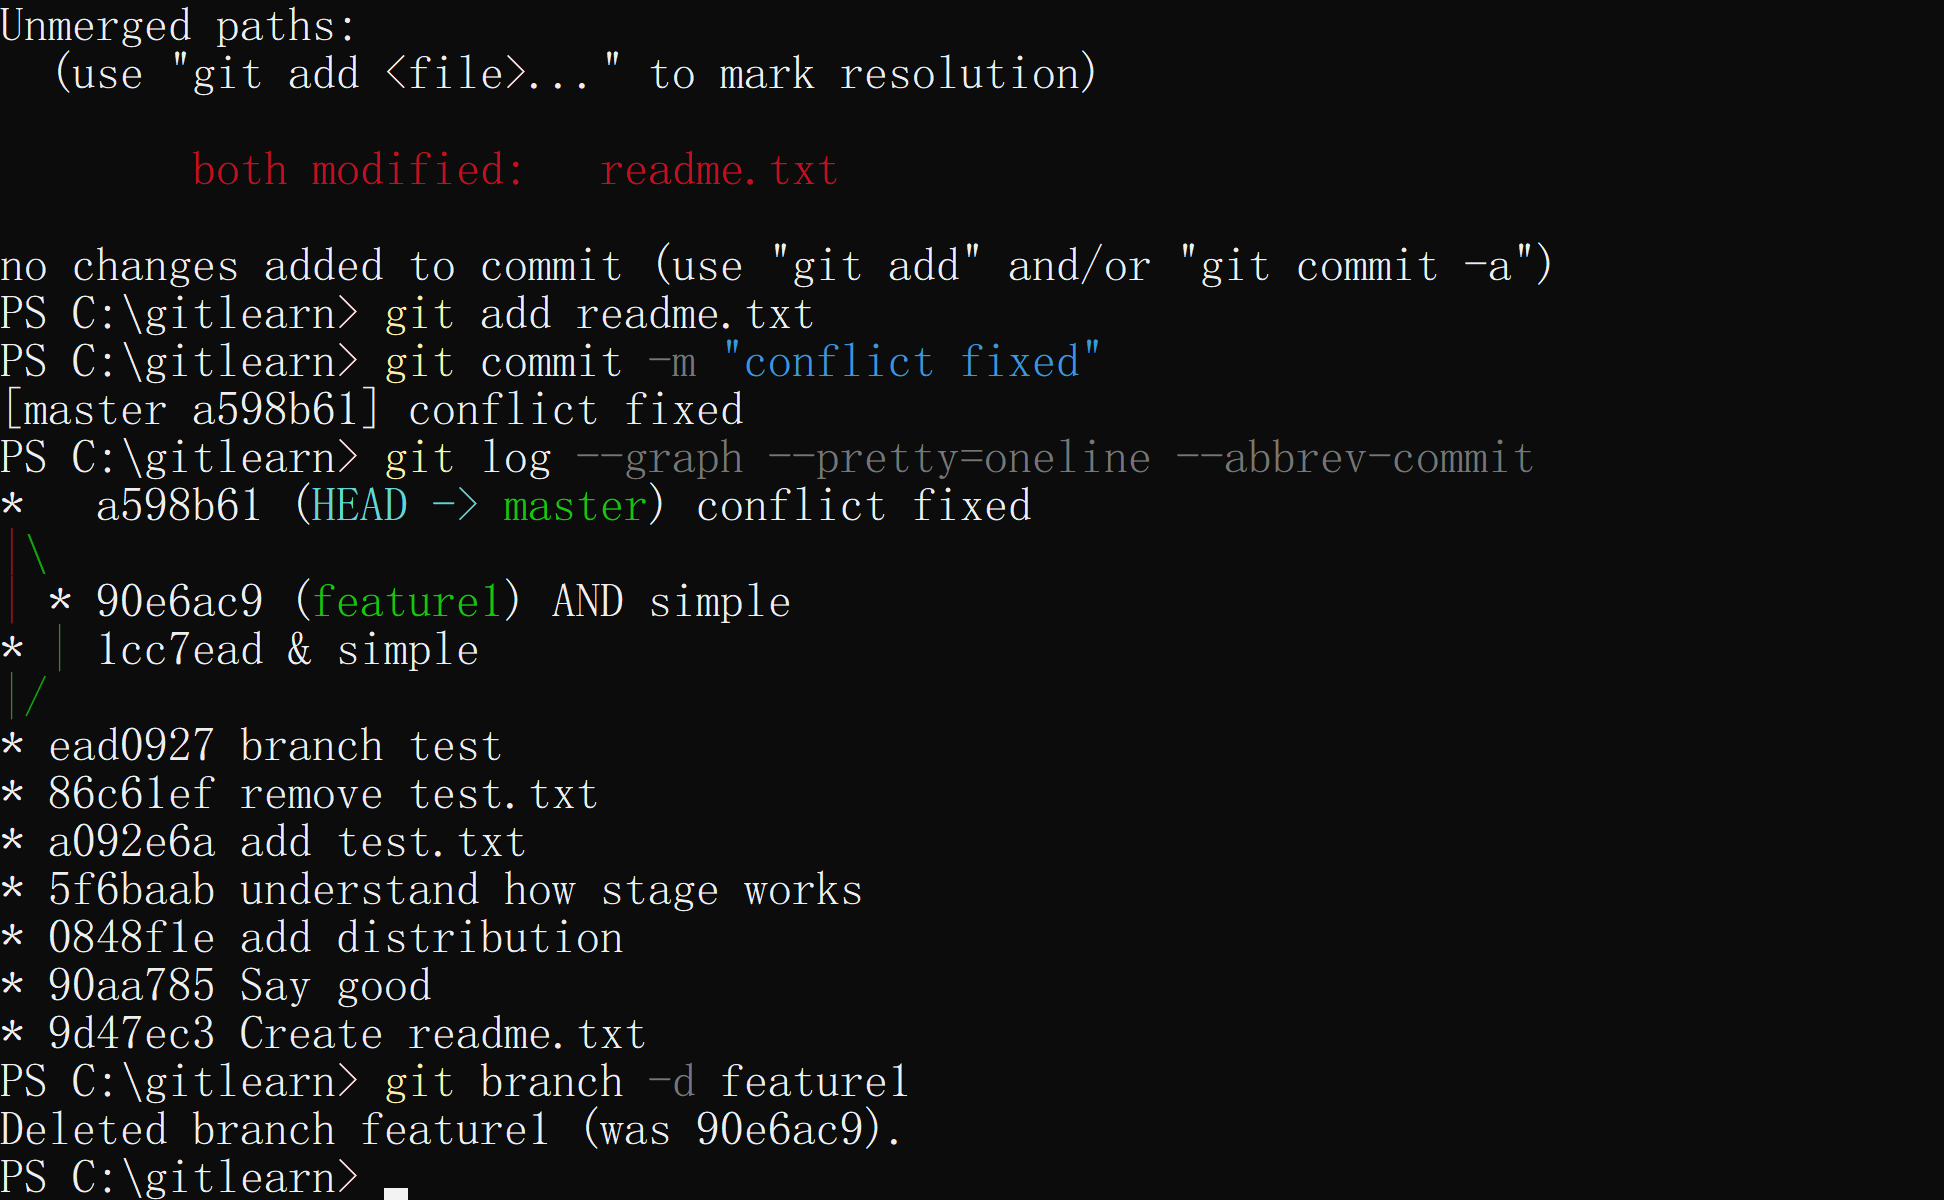 Unmerged paths:
  (use "git add <file>..." to mark resolution)
        both modified:   readme.txt
no changes added to commit (use "git add" and/or "git commit -a")
PS C:\gitlearn> git add readme.txt
PS C:\gitlearn> git commit -m "conflict fixed"
[master a598b61] conflict fixed
PS C:\gitlearn> git log --graph --pretty=oneline --abbrev-commit
*   a598b61 (HEAD -> master) conflict fixed
|\
| * 90e6ac9 (feature1) AND simple
* | 1cc7ead & simple
|/
* ead0927 branch test
* 86c61ef remove test.txt
* a092e6a add test.txt
* 5f6baab understand how stage works
* 0848f1e add distribution
* 90aa785 Say good
* 9d47ec3 Create readme.txt
PS C:\gitlearn> git branch -d feature1
Deleted branch feature1 (was 90e6ac9).
PS C:\gitlearn>